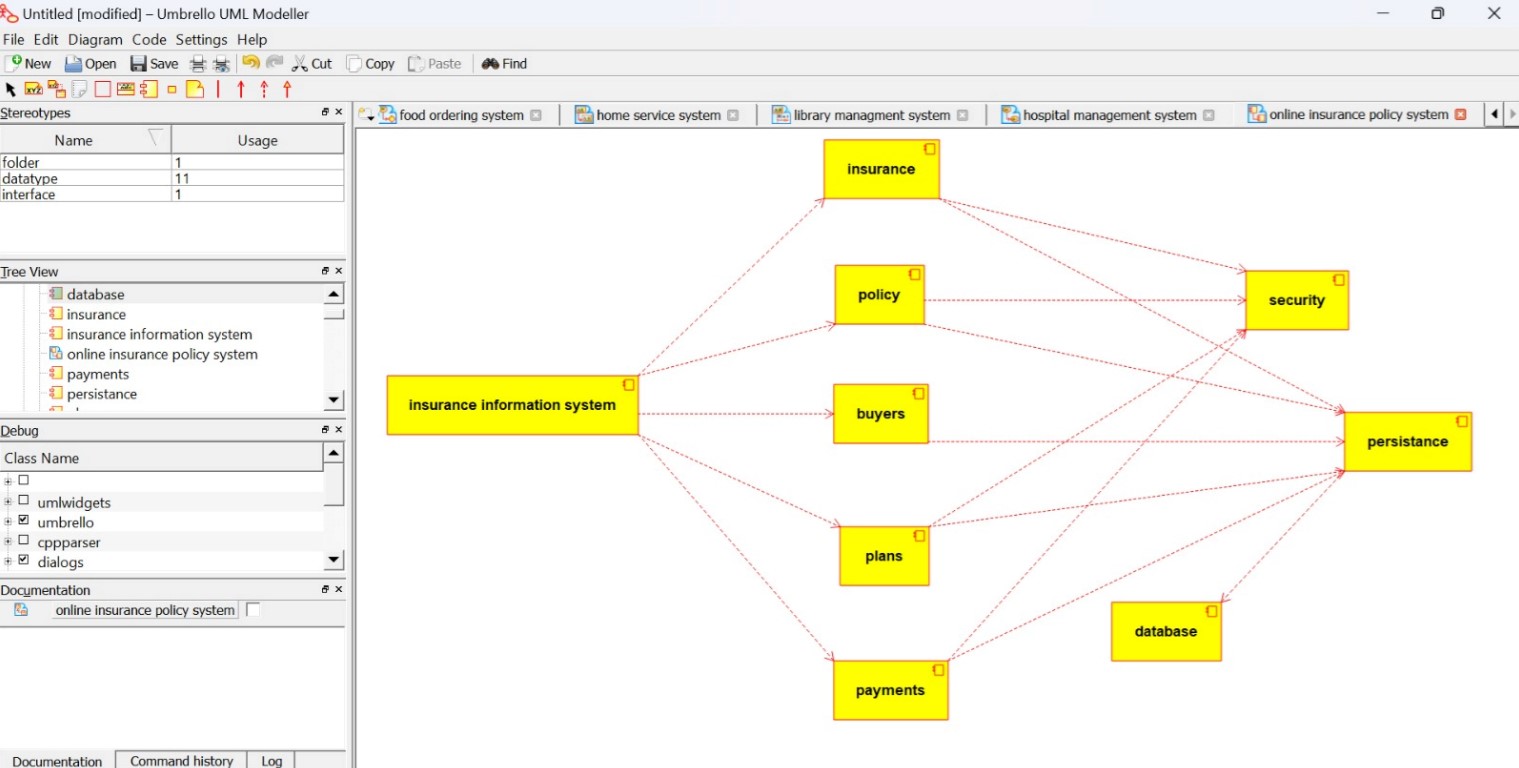 Untitled [modified] – Umbrello UML Modeller
File Edit Diagram Code Settings Help
New Open Save Cut Copy Paste Find
Stereotypes
Name Usage
folder 1
datatype 11
interface 1
Tree View
database
insurance
insurance information system
online insurance policy system
payments
persistance
Debug
Class Name
umlwidgets
umbrello
cppparser
dialogs
Documentation
online insurance policy system
Documentation Command history Log
food ordering system home service system library managment system hospital management system online insurance policy system
insurance
policy
security
insurance information system
buyers
persistance
plans
database
payments